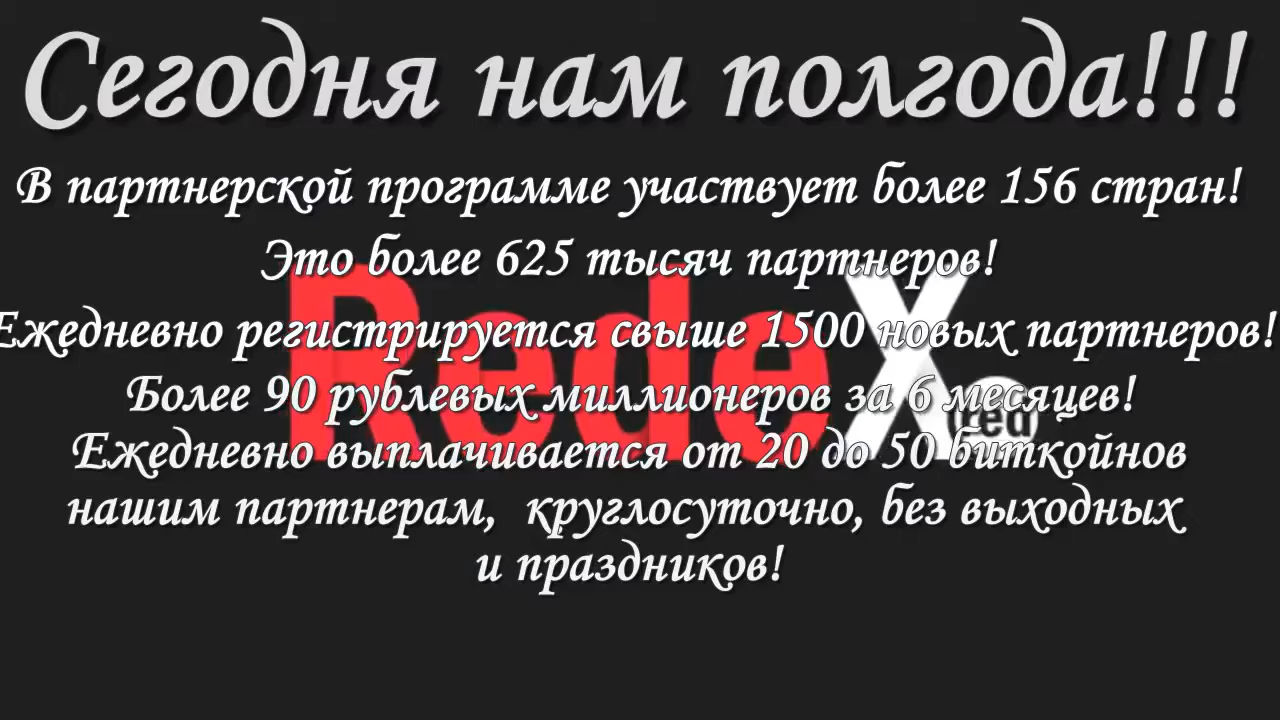 Сегодня нам полгода!!!
В партнерской программе участвует более 156 стран!
Это более 625 тысяч партнеров!
Ежедневно регистрируется свыше 1500 новых партнеров!
RedeX
.red
Более 90 рублевых миллионеров за 6 месяцев!
Ежедневно выплачивается от 20 до 50 биткойнов
нашим партнерам, круглосуточно, без выходных
и праздников!